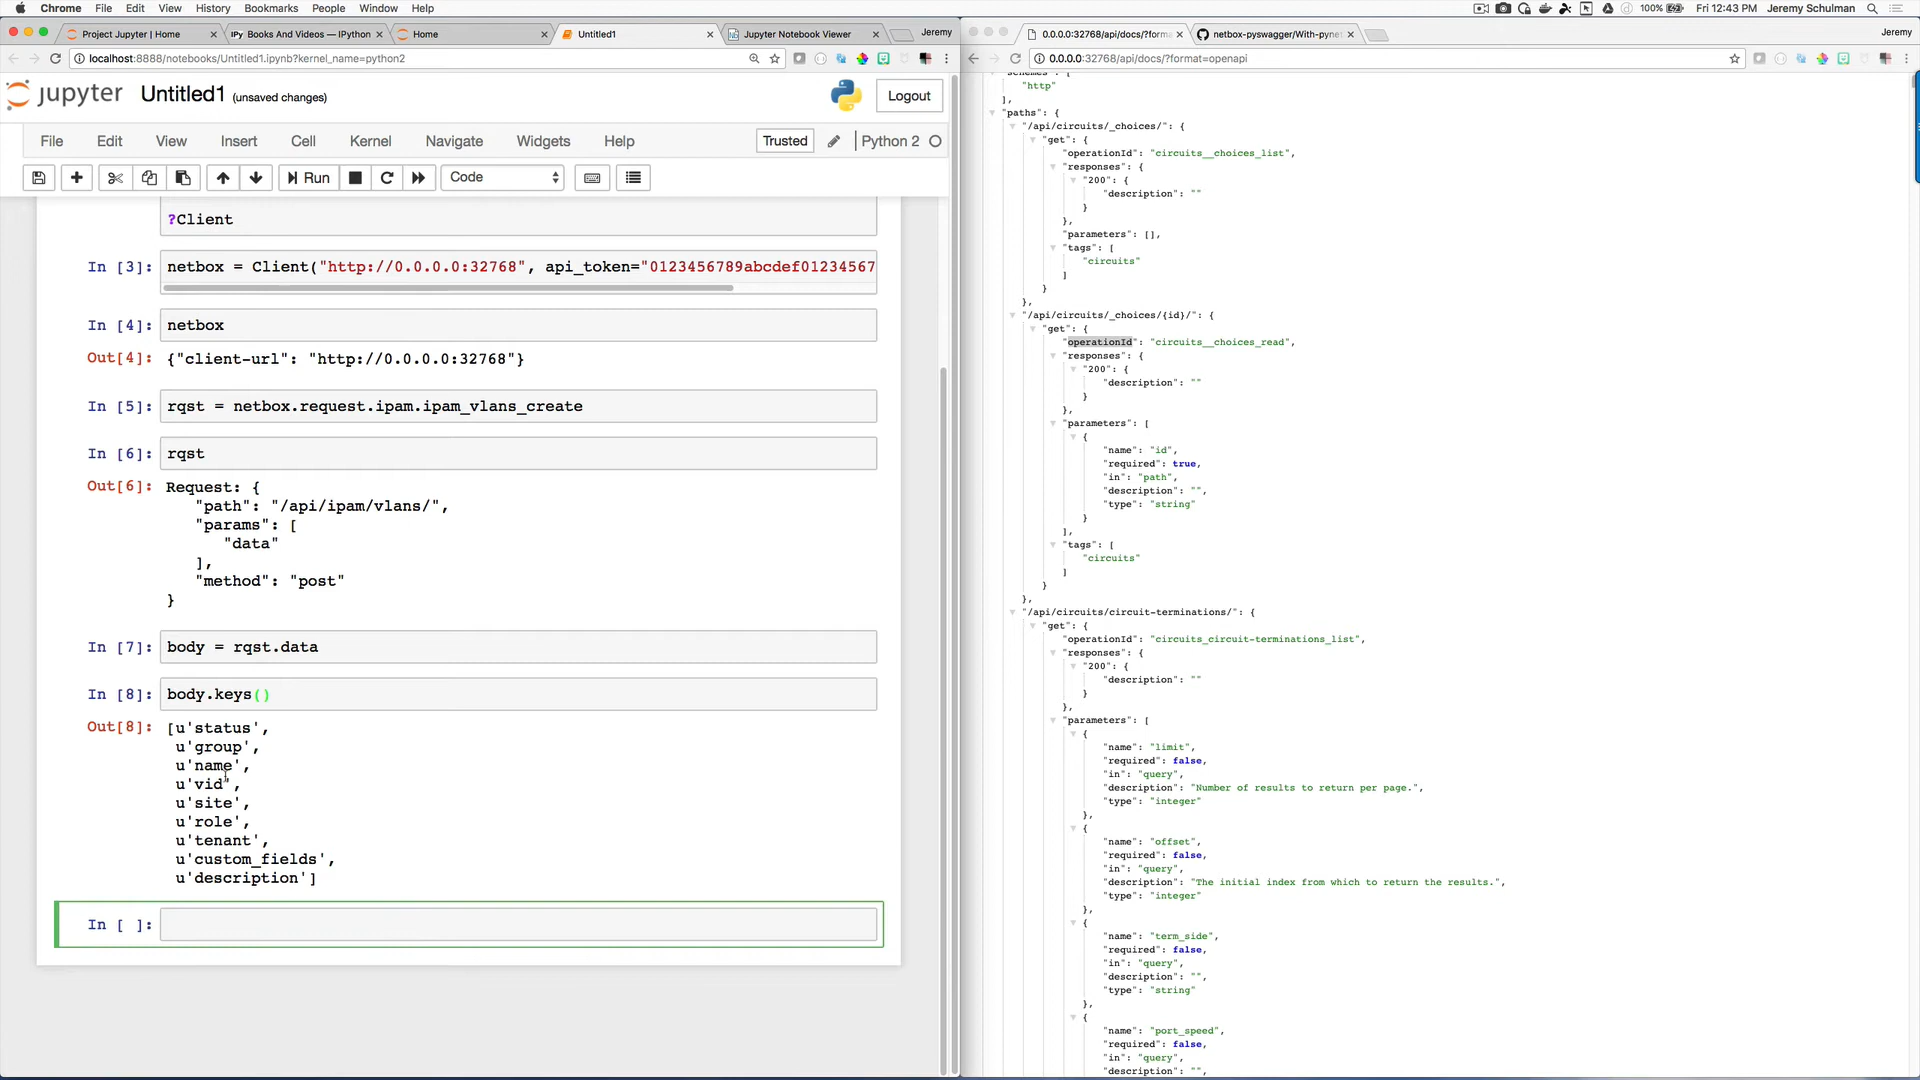 Chrome File Edit View History Bookmarks People Window Help
100% Fri 12:43 PM Jeremy Schulman
Project Jupyter | Home
IPy Books And Videos — IPython
Home
Untitled1
Jupyter Notebook Viewer
Jeremy
localhost:8888/notebooks/Untitled1.ipynb?kernel_name=python2
jupyter Untitled1 (unsaved changes)
Logout
File Edit View Insert Cell Kernel Navigate Widgets Help
Trusted
Python 2
Run
Code
?Client
In [3]: netbox = Client("http://0.0.0.0:32768", api_token="0123456789abcdef01234567
In [4]: netbox
Out[4]: {"client-url": "http://0.0.0.0:32768"}
In [5]: rqst = netbox.request.ipam.ipam_vlans_create
In [6]: rqst
Out[6]: Request: {
"path": "/api/ipam/vlans/",
"params": [
"data"
],
"method": "post"
}
In [7]: body = rqst.data
In [8]: body.keys()
Out[8]: [u'status',
u'group',
u'name',
u'vid',
u'site',
u'role',
u'tenant',
u'custom_fields',
u'description']
In [ ]:
0.0.0.0:32768/api/docs/?form
netbox-pyswagger/With-pynet
Jeremy
0.0.0.0:32768/api/docs/?format=openapi
"schemes": [
"http"
],
"paths": {
"/api/circuits/_choices/": {
"get": {
"operationId": "circuits__choices_list",
"responses": {
"200": {
"description": ""
}
},
"parameters": [],
"tags": [
"circuits"
]
}
},
"/api/circuits/_choices/{id}/": {
"get": {
"operationId": "circuits__choices_read",
"responses": {
"200": {
"description": ""
}
},
"parameters": [
{
"name": "id",
"required": true,
"in": "path",
"description": "",
"type": "string"
}
],
"tags": [
"circuits"
]
}
},
"/api/circuits/circuit-terminations/": {
"get": {
"operationId": "circuits_circuit-terminations_list",
"responses": {
"200": {
"description": ""
}
},
"parameters": [
{
"name": "limit",
"required": false,
"in": "query",
"description": "Number of results to return per page.",
"type": "integer"
},
{
"name": "offset",
"required": false,
"in": "query",
"description": "The initial index from which to return the results.",
"type": "integer"
},
{
"name": "term_side",
"required": false,
"in": "query",
"description": "",
"type": "string"
},
{
"name": "port_speed",
"required": false,
"in": "query",
"description": "",